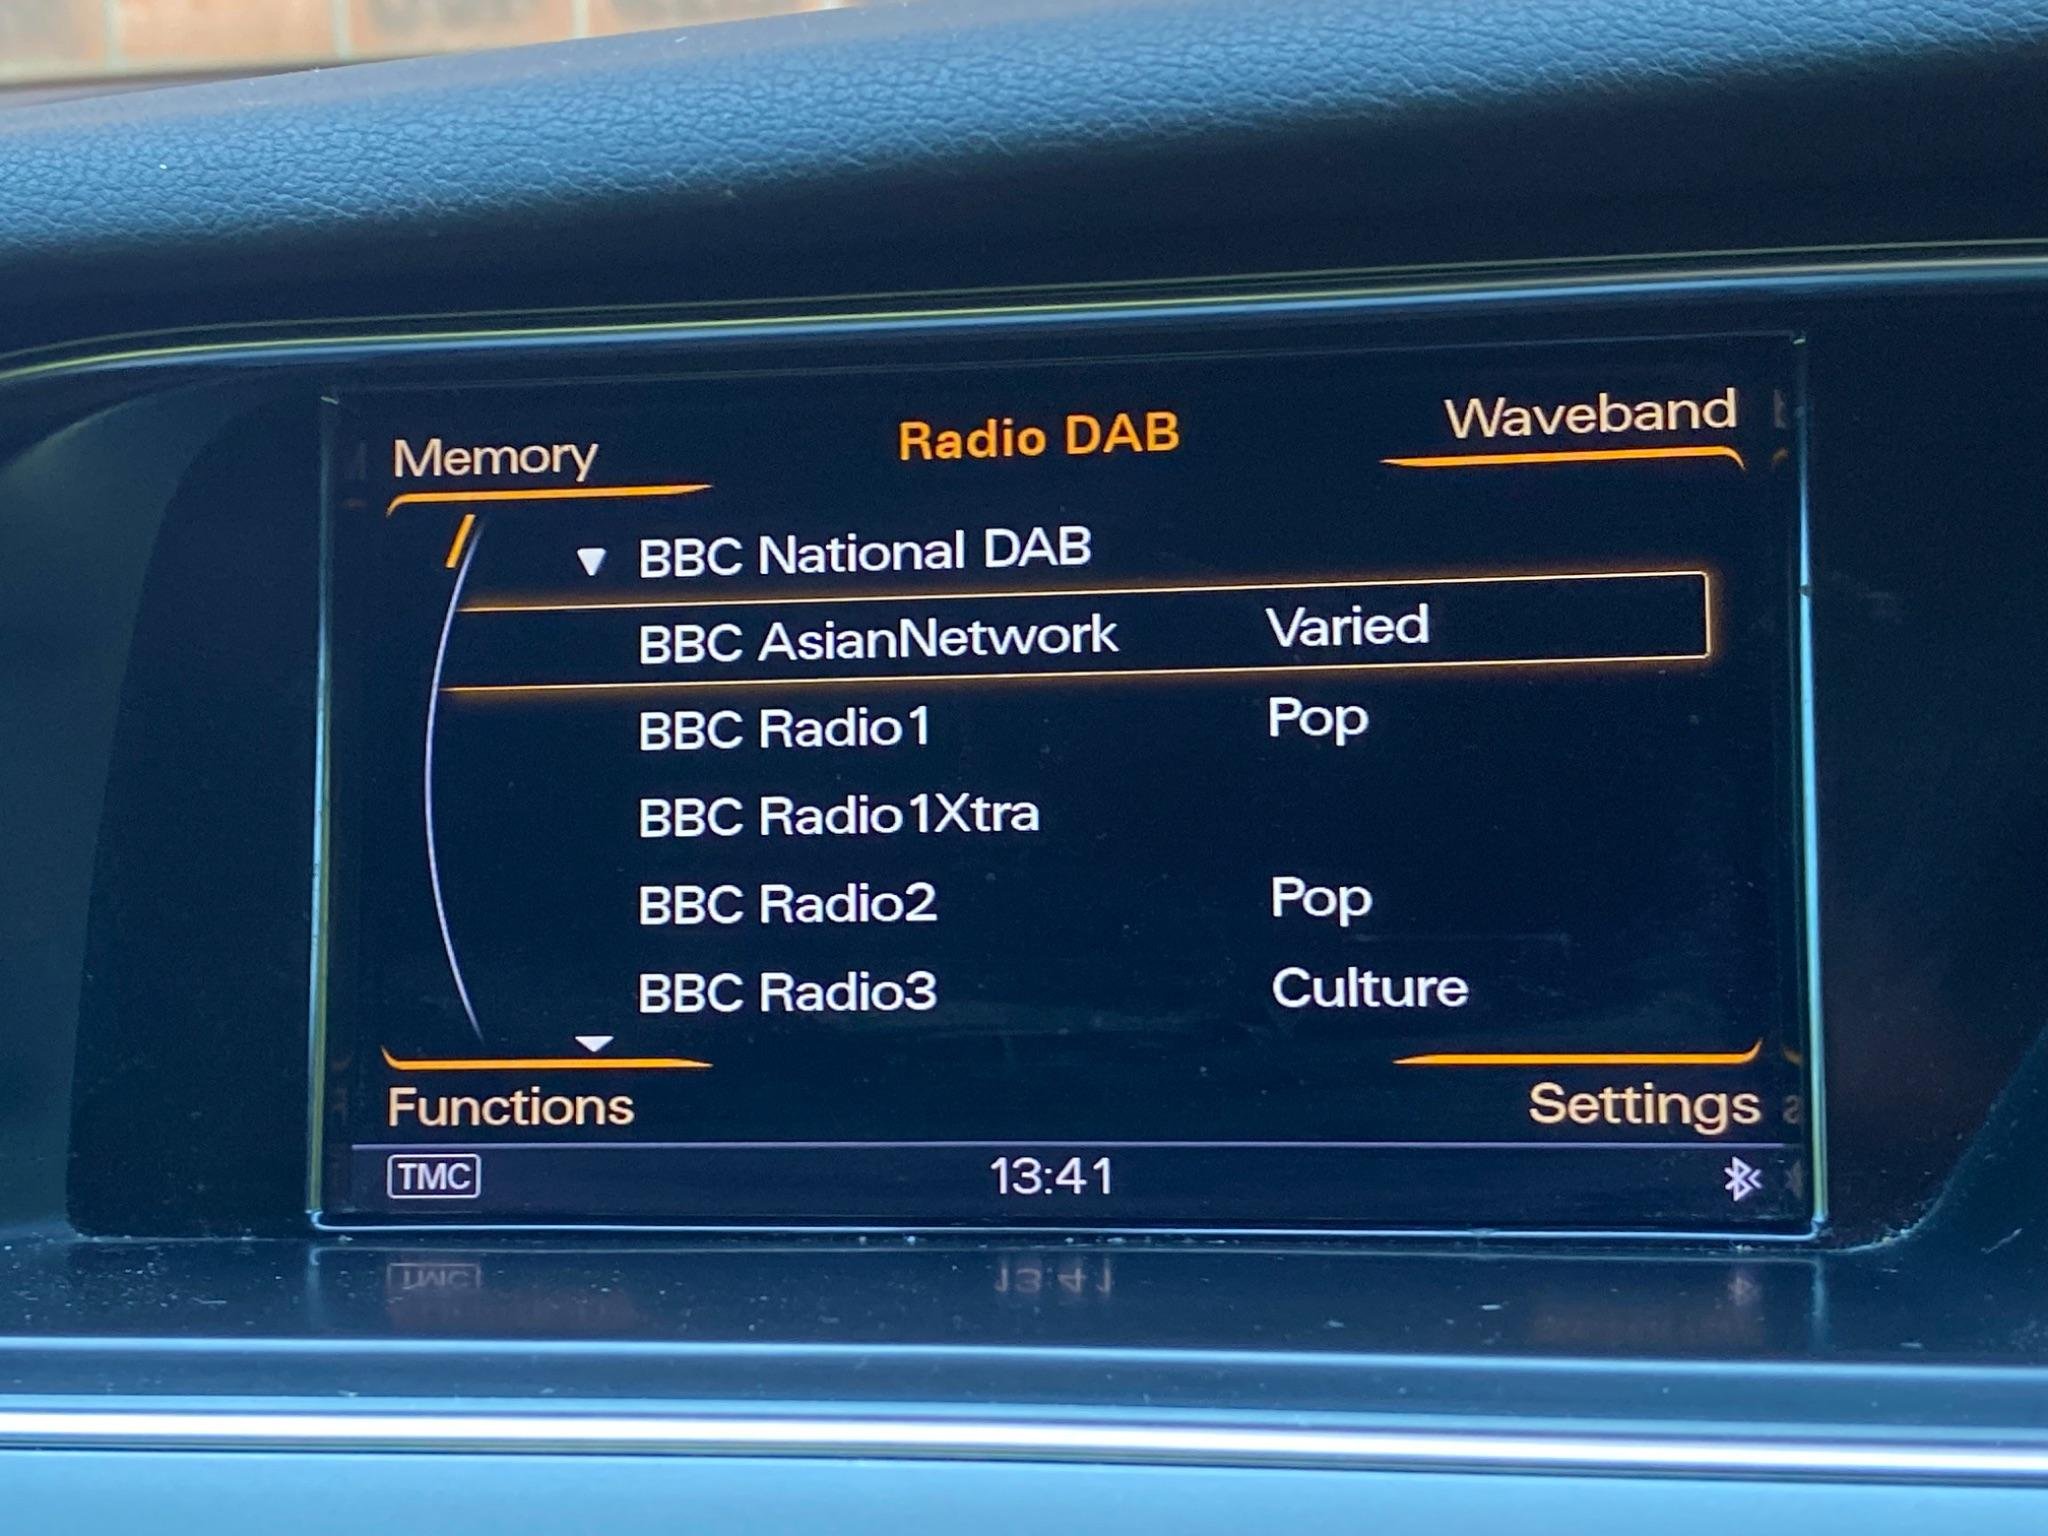 Memory
Radio DAB
Waveband
BBC National DAB
BBC AsianNetwork Varied
BBC Radio1 Pop
BBC Radio1Xtra
BBC Radio2 Pop
BBC Radio3 Culture
Functions
Settings
TMC
13:41